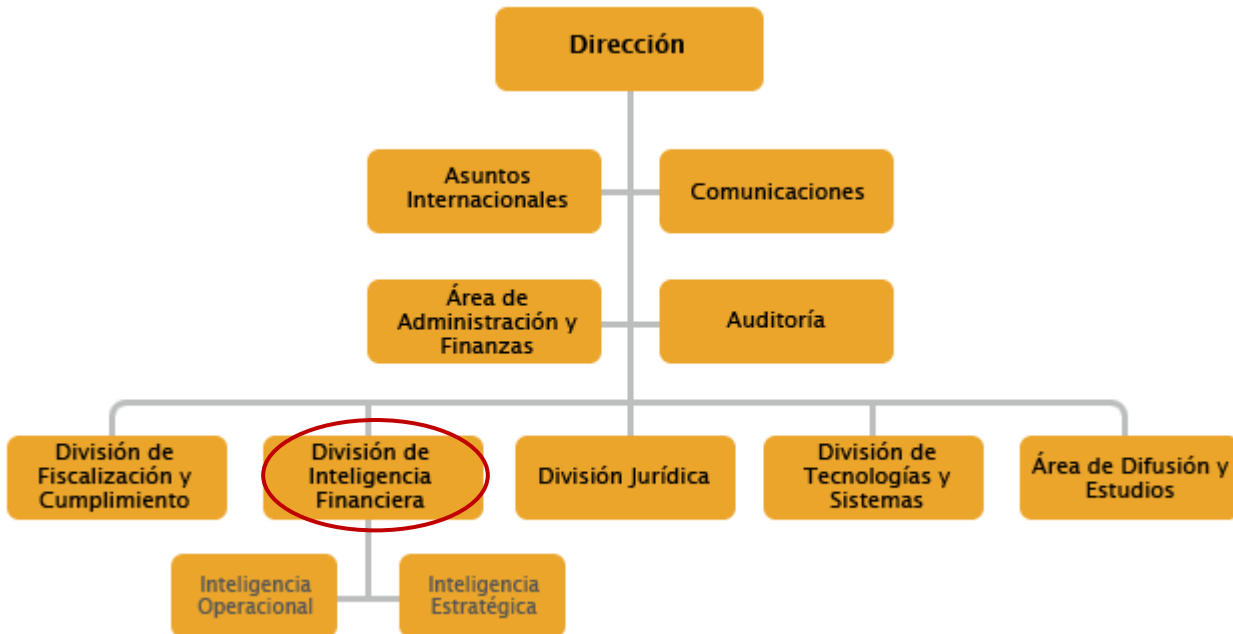 Dirección
Asuntos
Internacionales
Comunicaciones
Área de
Administración y
Finanzas
Auditoría
División de
Fiscalización y
Cumplimiento
División de
Inteligencia
Financiera
División Jurídica
División de
Tecnologías y
Sistemas
Área de Difusión y
Estudios
Inteligencia
Operacional
Inteligencia
Estratégica